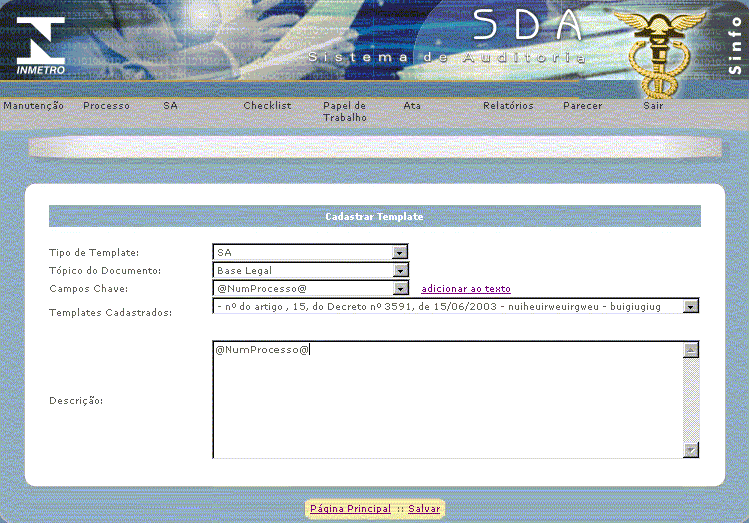 SDA
Sistema de Auditoria
INMETRO
Sinfo
Manutenção Processo SA Checklist Papel de Trabalho Ata Relatórios Parecer Sair
Cadastrar Template
Tipo de Template: SA
Tópico do Documento: Base Legal
Campos Chave: @NumProcesso@ adicionar ao texto
Templates Cadastrados: - nº do artigo , 15, do Decreto nº 3591, de 15/06/2003 - nuiheuirweuirgweu - buigiugiug
@NumProcesso@
Descrição:
Página Principal :: Salvar